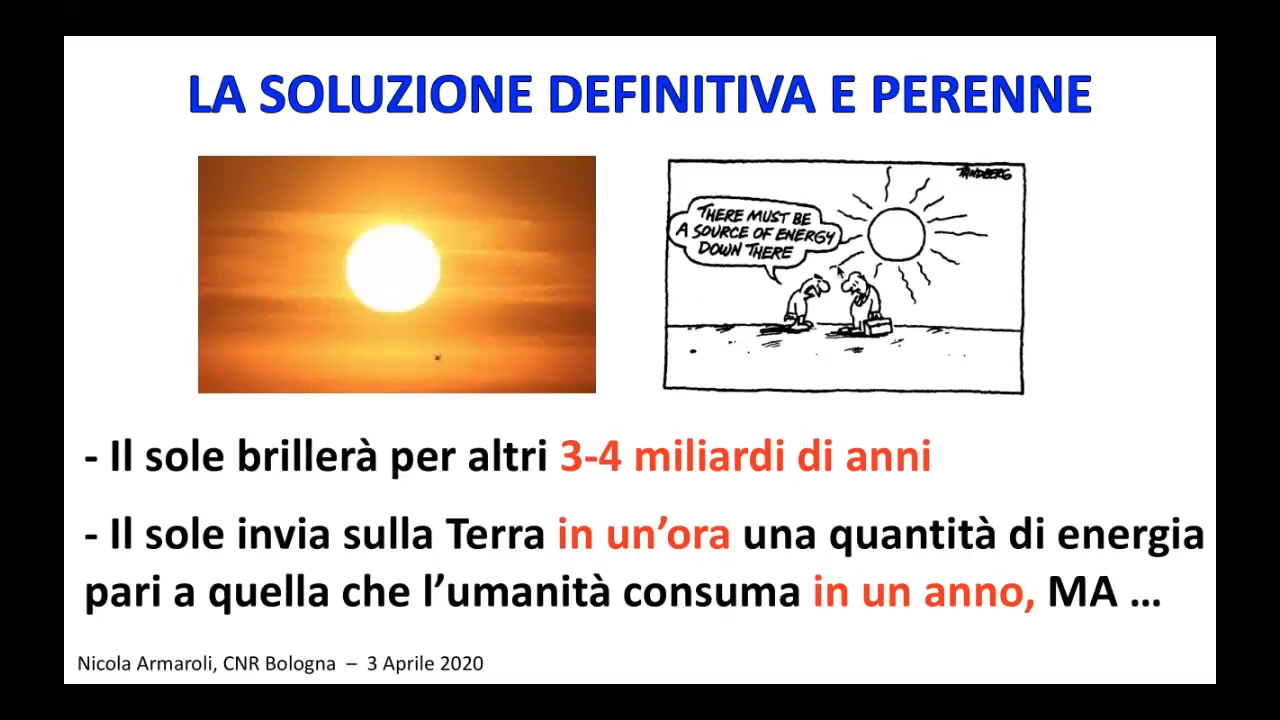 LA SOLUZIONE DEFINITIVA E PERENNE
TANDBERG
THERE MUST BE
A SOURCE OF ENERGY
DOWN THERE
- Il sole brillerà per altri 3-4 miliardi di anni
- Il sole invia sulla Terra in un’ora una quantità di energia
pari a quella che l’umanità consuma in un anno, MA ...
Nicola Armaroli, CNR Bologna – 3 Aprile 2020